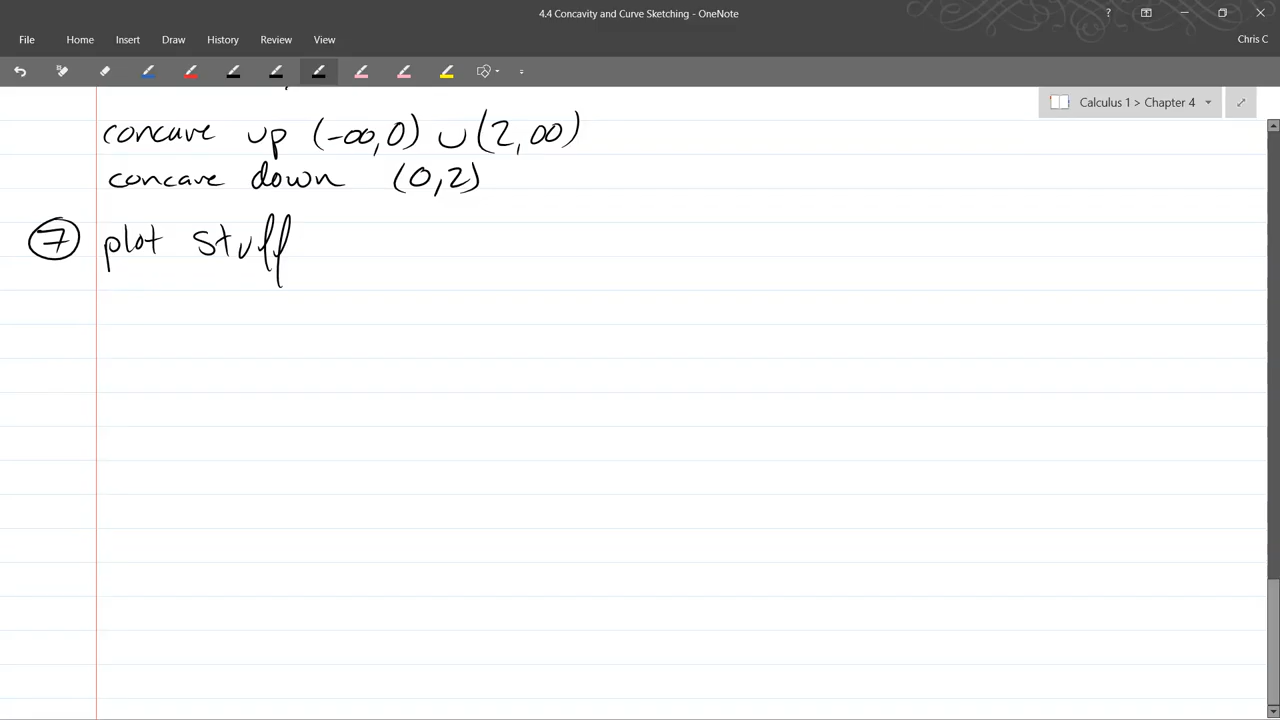 4.4 Concavity and Curve Sketching - OneNote
?
File Home Insert Draw History Review View
Chris C
Calculus 1 > Chapter 4
concave up (-∞,0) ∪ (2,∞)
concave down (0,2)
7 plot stuff